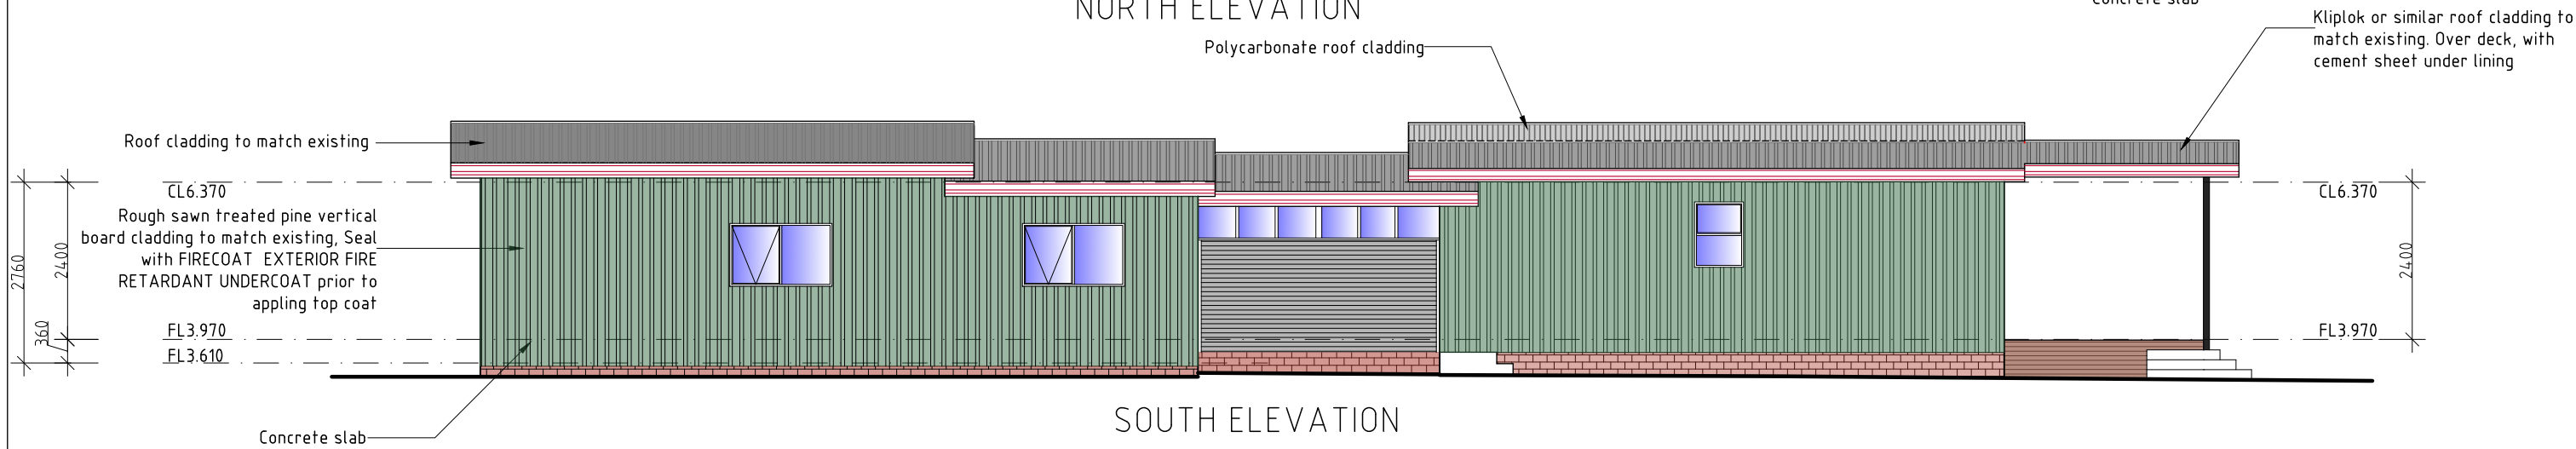 NORTH ELEVATION
Concrete slab
Kliplok or similar roof cladding to
match existing. Over deck, with
cement sheet under lining
Polycarbonate roof cladding
Roof cladding to match existing
CL6.370
CL6.370
Rough sawn treated pine vertical
board cladding to match existing, Seal
with FIRECOAT EXTERIOR FIRE
RETARDANT UNDERCOAT prior to
appling top coat
2760
2400
360
2400
FL3.970
FL3.970
FL3.610
SOUTH ELEVATION
Concrete slab